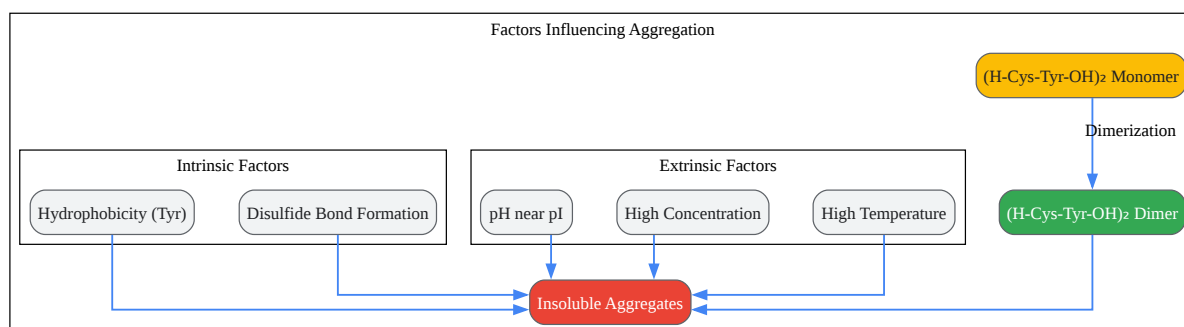 Factors Influencing Aggregation
(H-Cys-Tyr-OH)₂ Monomer
Dimerization
Intrinsic Factors
Extrinsic Factors
Hydrophobicity (Tyr)
Disulfide Bond Formation
pH near pI
High Concentration
High Temperature
(H-Cys-Tyr-OH)₂ Dimer
Insoluble Aggregates